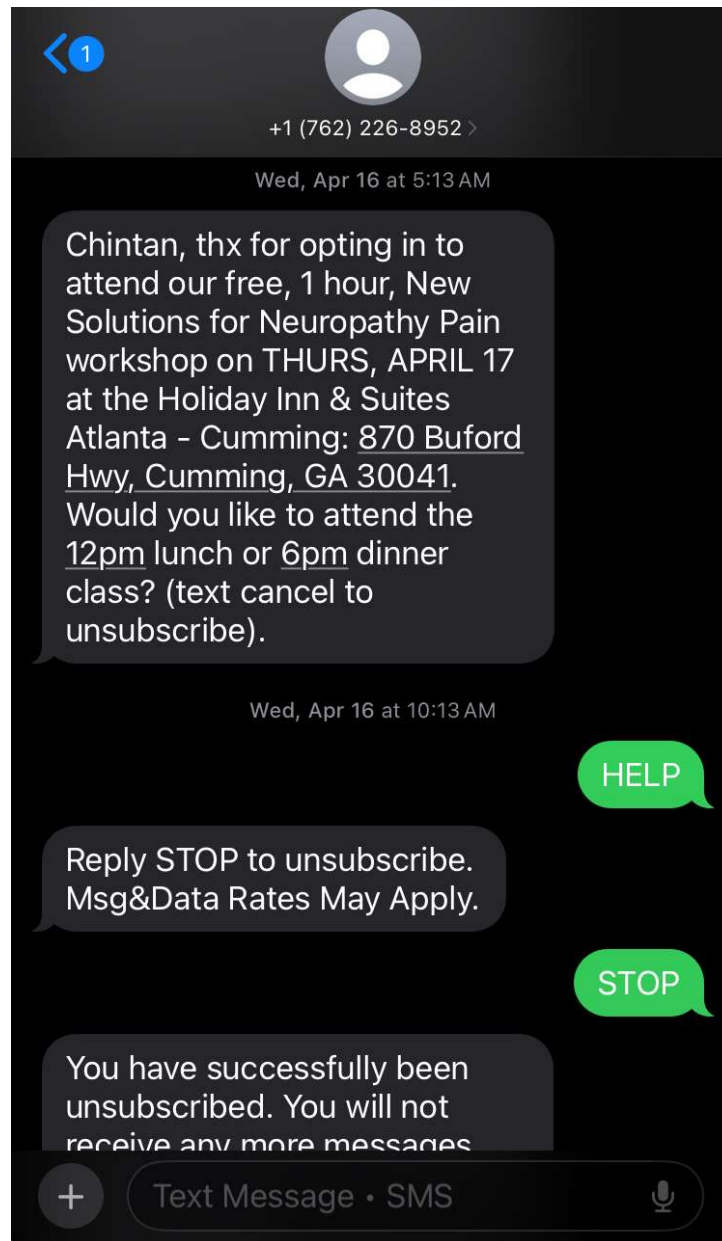 1
+1 (762) 226-8952
Wed, Apr 16 at 5:13 AM
Chintan, thx for opting in to
attend our free, 1 hour, New
Solutions for Neuropathy Pain
workshop on THURS, APRIL 17
at the Holiday Inn & Suites
Atlanta - Cumming: 870 Buford
Hwy, Cumming, GA 30041.
Would you like to attend the
12pm lunch or 6pm dinner
class? (text cancel to
unsubscribe).
Wed, Apr 16 at 10:13 AM
HELP
Reply STOP to unsubscribe.
Msg&Data Rates May Apply.
STOP
You have successfully been
unsubscribed. You will not
receive any more messages
Text Message • SMS